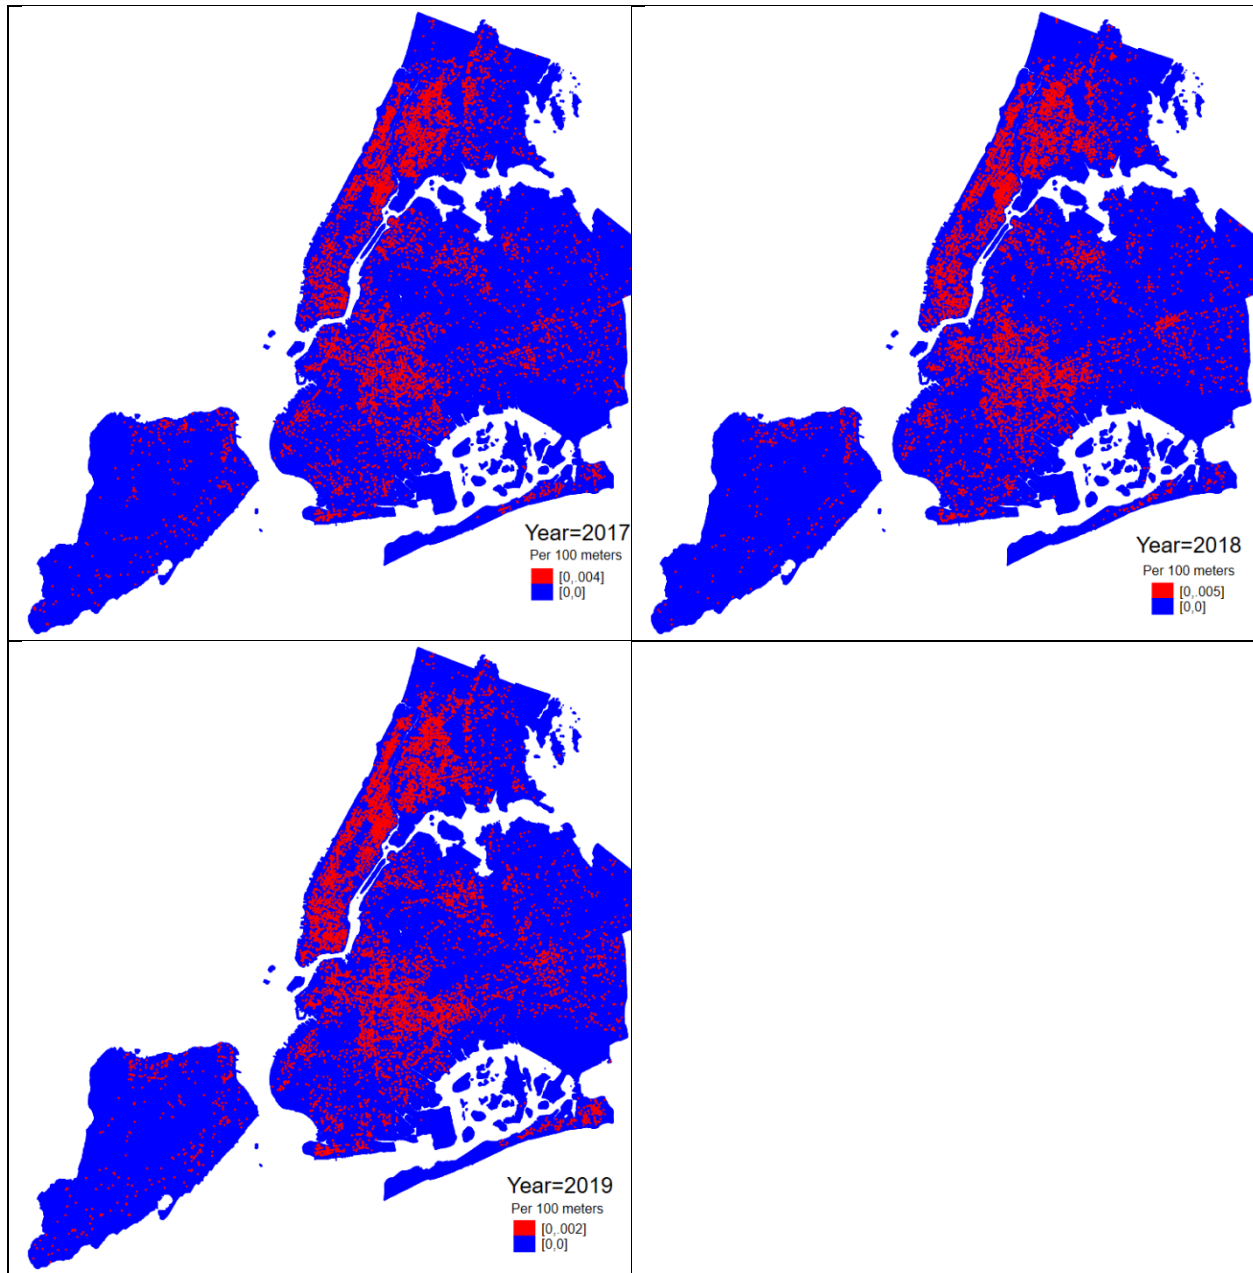 Year=2017
Per 100 meters
[0,.004]
[0,0]
Year=2018
Per 100 meters
[0,.005]
[0,0]
Year=2019
Per 100 meters
[0,.002]
[0,0]